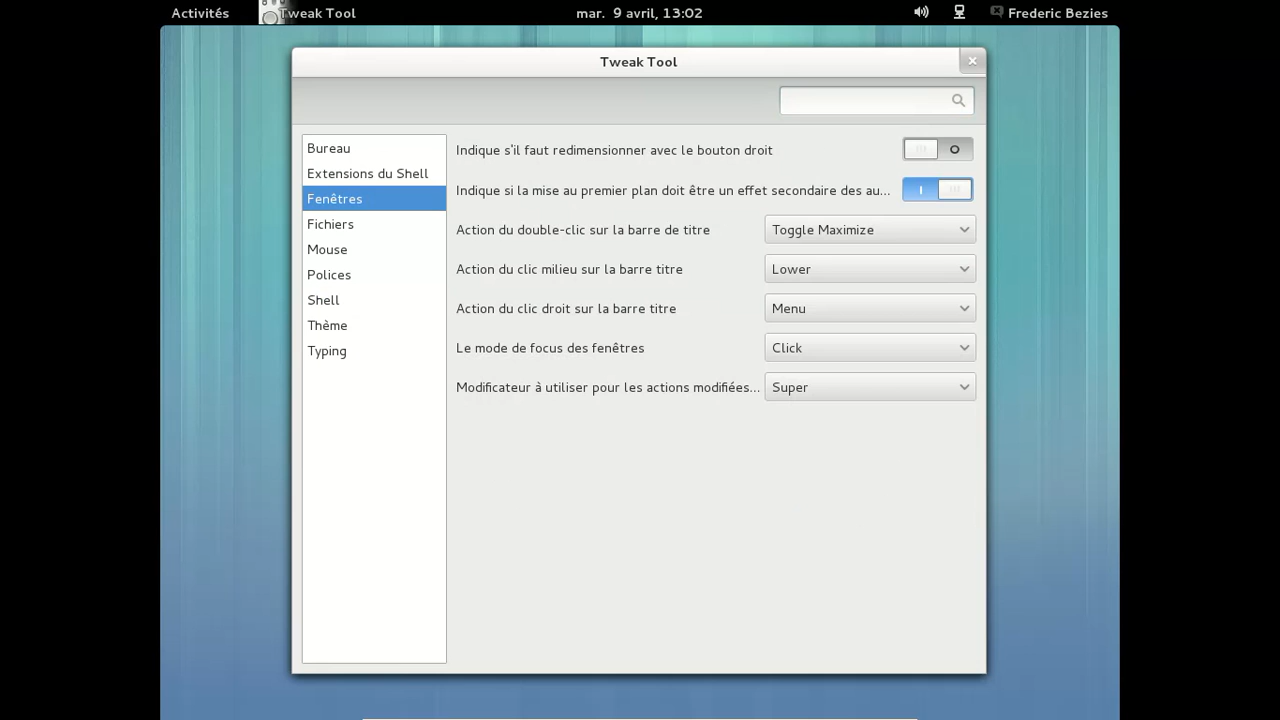 Activités
Tweak Tool
mar. 9 avril, 13:02
Frederic Bezies
Tweak Tool
Bureau
Extensions du Shell
Fenêtres
Fichiers
Mouse
Polices
Shell
Thème
Typing
Indique s'il faut redimensionner avec le bouton droit
Indique si la mise au premier plan doit être un effet secondaire des au...
Action du double-clic sur la barre de titre
Toggle Maximize
Action du clic milieu sur la barre titre
Lower
Action du clic droit sur la barre titre
Menu
Le mode de focus des fenêtres
Click
Modificateur à utiliser pour les actions modifiées...
Super